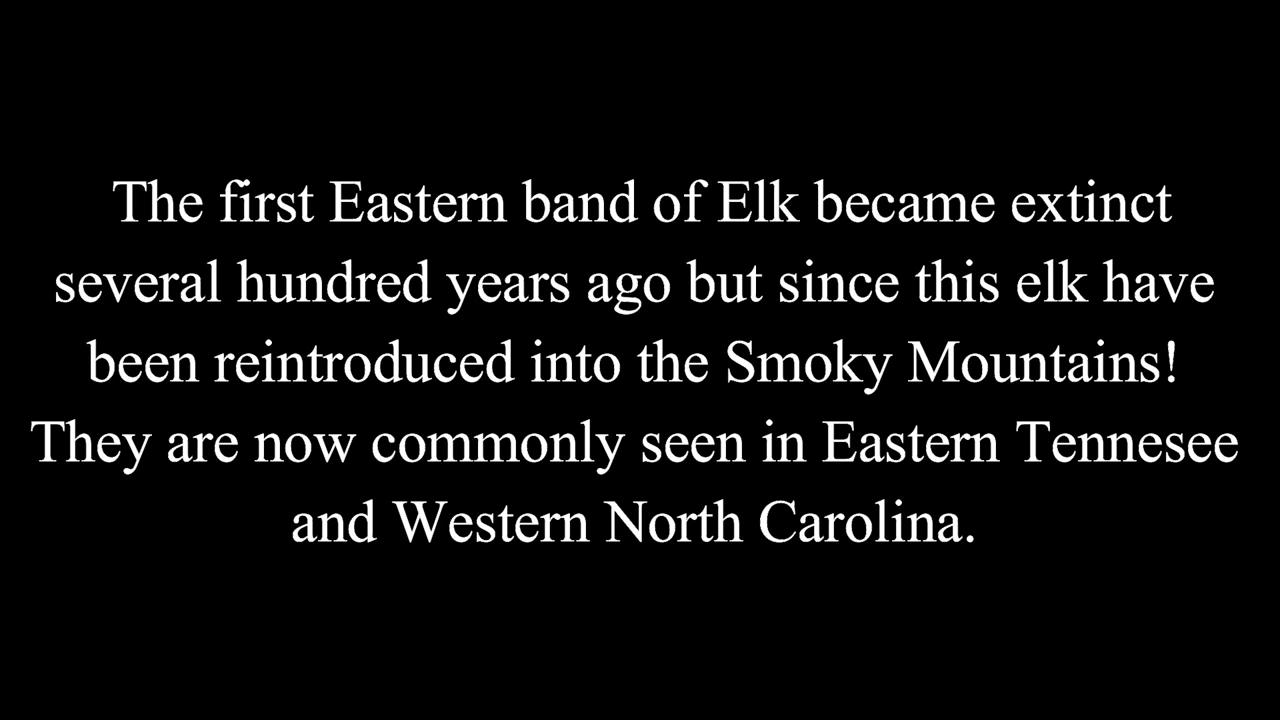 The first Eastern band of Elk became extinct
several hundred years ago but since this elk have
been reintroduced into the Smoky Mountains!
They are now commonly seen in Eastern Tennesee
and Western North Carolina.